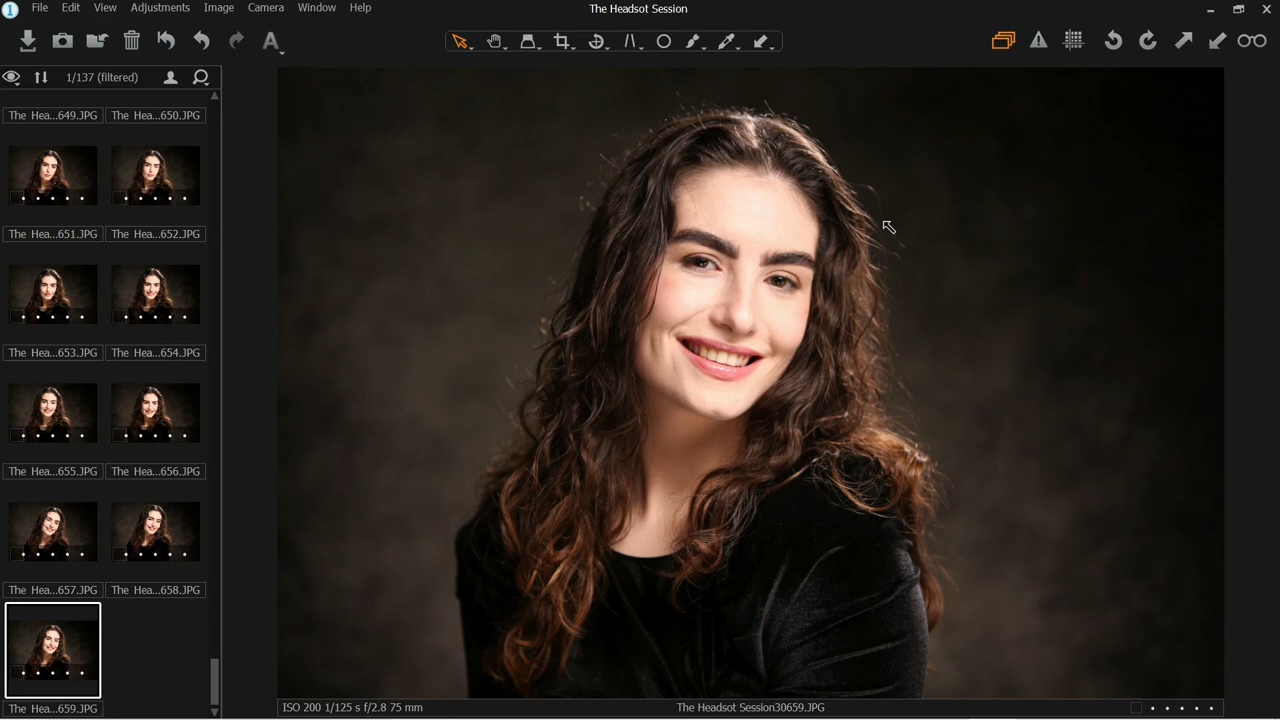 1
File Edit View Adjustments Image Camera Window Help
The Headsot Session
A
1/137 (filtered)
The Hea...649.JPG The Hea...650.JPG
The Hea...651.JPG The Hea...652.JPG
The Hea...653.JPG The Hea...654.JPG
The Hea...655.JPG The Hea...656.JPG
The Hea...657.JPG The Hea...658.JPG
The Hea...659.JPG
ISO 200 1/125 s f/2.8 75 mm
The Headsot Session30659.JPG